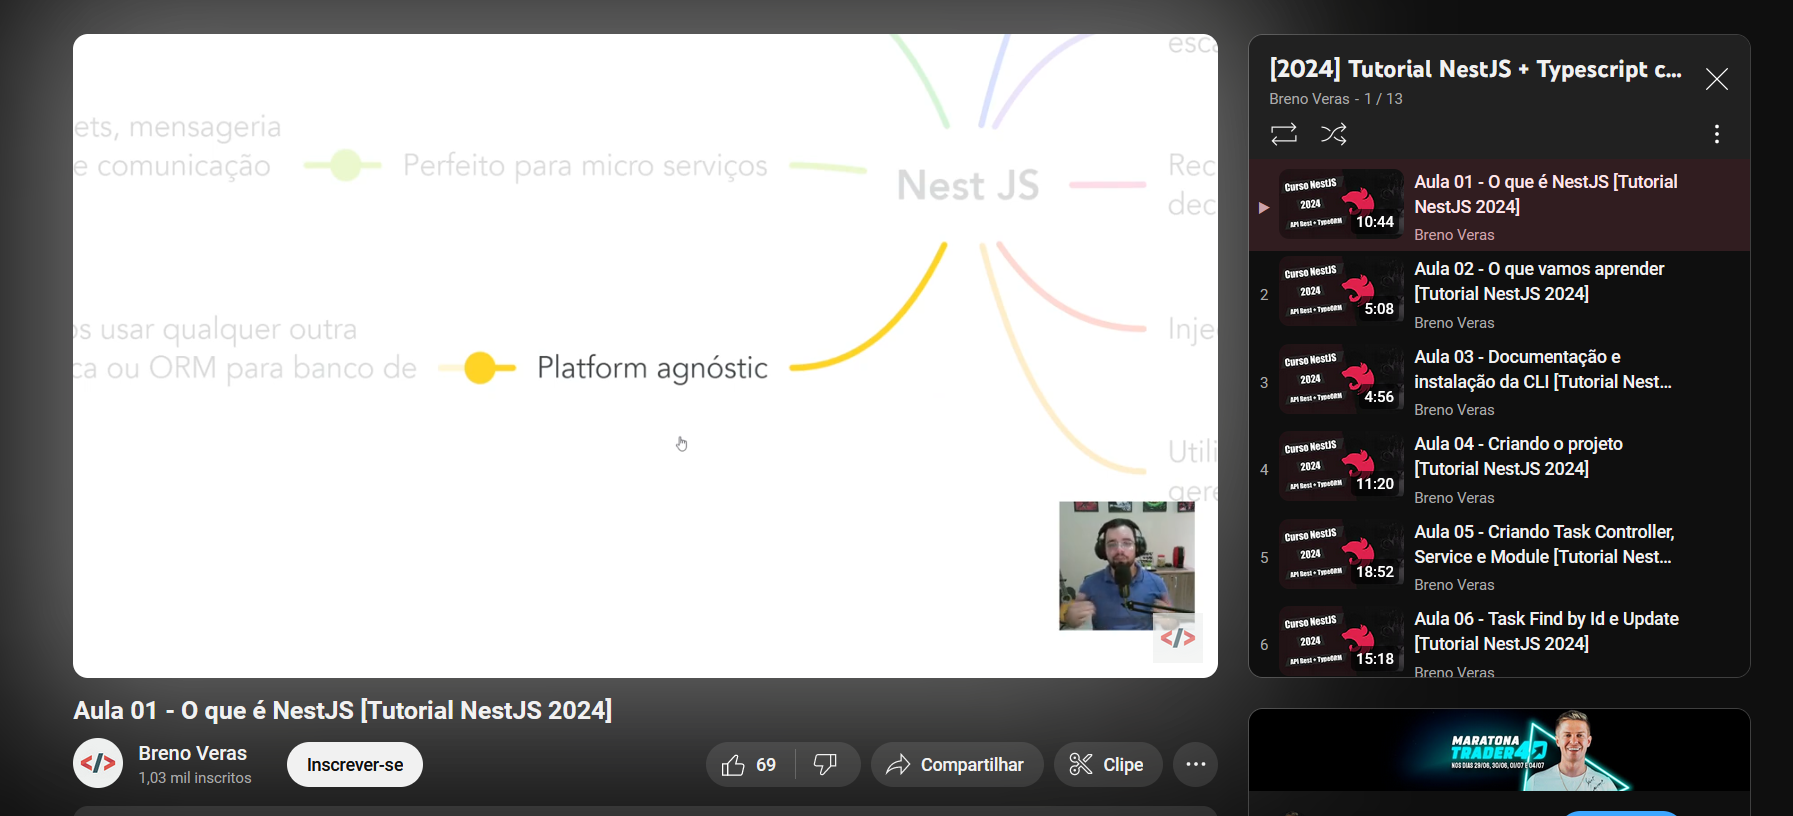 esca
ets, mensageria
e comunicação
Perfeito para micro serviços
Nest JS
Rec
dec
os usar qualquer outra
ca ou ORM para banco de
Platform agnóstic
Inje
Utili
gere
</>
Aula 01 - O que é NestJS [Tutorial NestJS 2024]
</>
Breno Veras
1,03 mil inscritos
Inscrever-se
69
Compartilhar
Clipe
[2024] Tutorial NestJS + Typescript c...
Breno Veras - 1 / 13
Curso NestJS
2024
API Rest + TypeORM
10:44
Aula 01 - O que é NestJS [Tutorial
NestJS 2024]
Breno Veras
2
Curso NestJS
2024
API Rest + TypeORM
5:08
Aula 02 - O que vamos aprender
[Tutorial NestJS 2024]
Breno Veras
3
Curso NestJS
2024
API Rest + TypeORM
4:56
Aula 03 - Documentação e
instalação da CLI [Tutorial Nest...
Breno Veras
4
Curso NestJS
2024
API Rest + TypeORM
11:20
Aula 04 - Criando o projeto
[Tutorial NestJS 2024]
Breno Veras
5
Curso NestJS
2024
API Rest + TypeORM
18:52
Aula 05 - Criando Task Controller,
Service e Module [Tutorial Nest...
Breno Veras
6
Curso NestJS
2024
API Rest + TypeORM
15:18
Aula 06 - Task Find by Id e Update
[Tutorial NestJS 2024]
Breno Veras
MARATONA
TRADER 4D
NOS DIAS 29/06, 30/06, 01/07 E 04/07